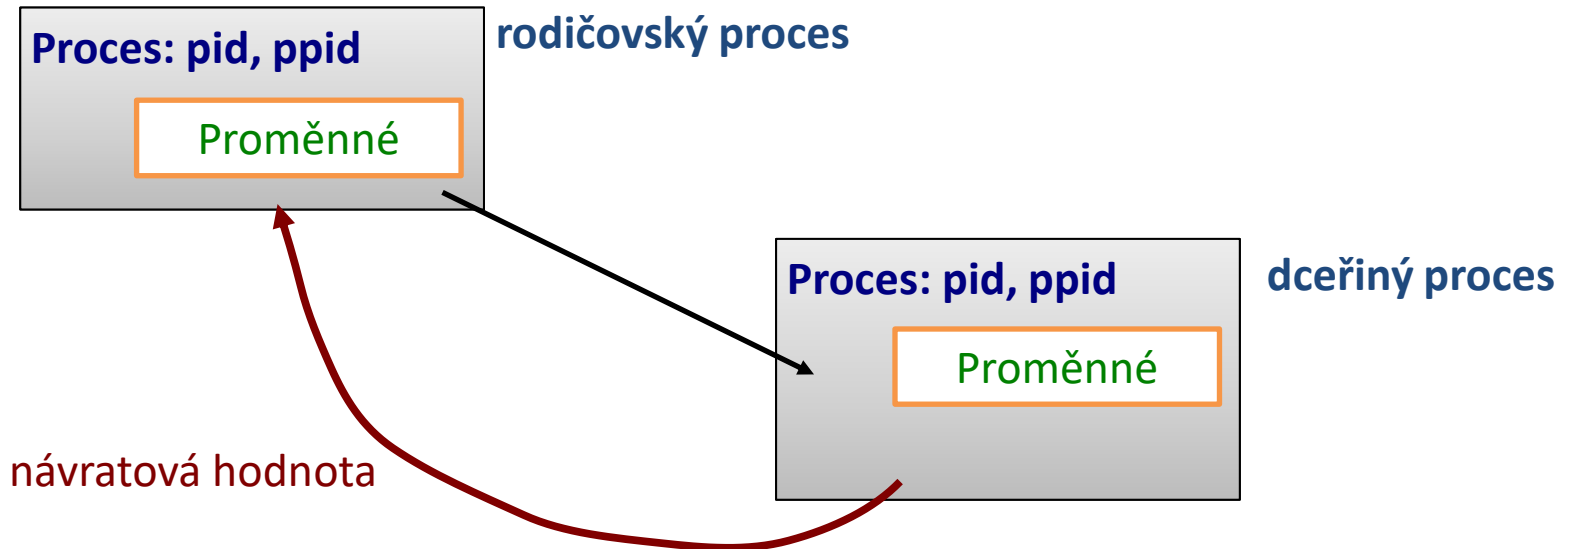 Proces: pid, ppid
rodičovský proces
Proměnné
Proces: pid, ppid
dceřiný proces
Proměnné
návratová hodnota